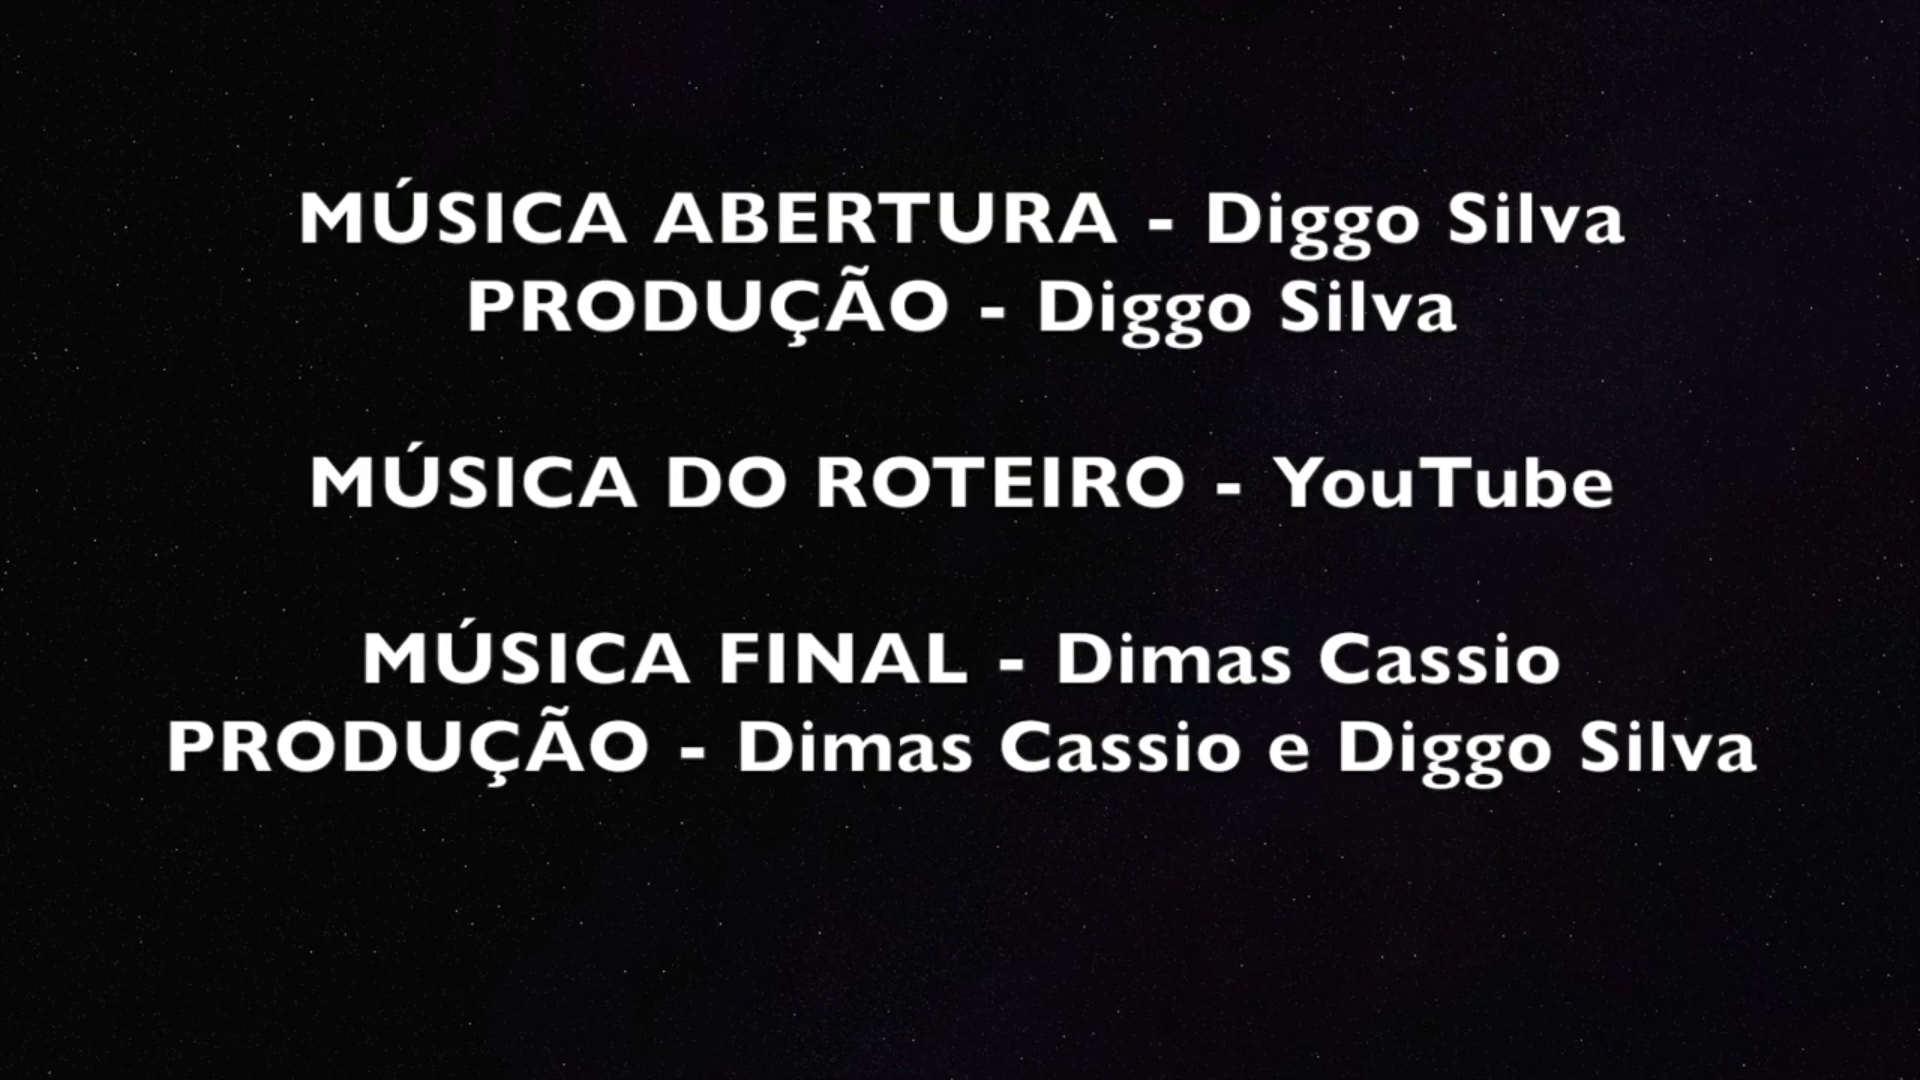 MÚSICA ABERTURA - Diggo Silva
PRODUÇÃO - Diggo Silva
MÚSICA DO ROTEIRO - YouTube
MÚSICA FINAL - Dimas Cassio
PRODUÇÃO - Dimas Cassio e Diggo Silva